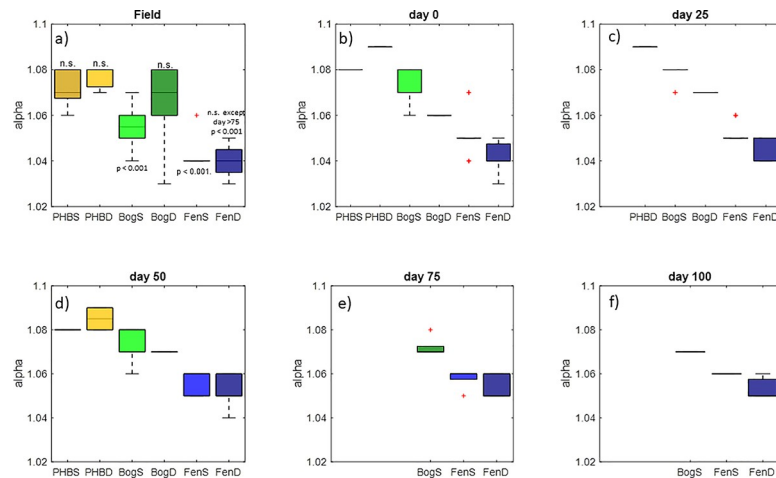 Field
a)
1.1
1.08
1.06
1.04
1.02
alpha
n.s.
n.s.
n.s.
n.s. except
day>75
p < 0.001
p < 0.001
p < 0.001.
PHBS PHBD BogS BogD FenS FenD
day 0
b)
1.1
1.08
1.06
1.04
1.02
alpha
PHBS PHBD BogS BogD FenS FenD
day 25
c)
1.1
1.08
1.06
1.04
1.02
alpha
PHBD BogS BogD FenS FenD
day 50
d)
1.1
1.08
1.06
1.04
1.02
alpha
PHBS PHBD BogS BogD FenS FenD
day 75
e)
1.1
1.08
1.06
1.04
1.02
alpha
BogS FenS FenD
day 100
f)
1.1
1.08
1.06
1.04
1.02
alpha
BogS FenS FenD